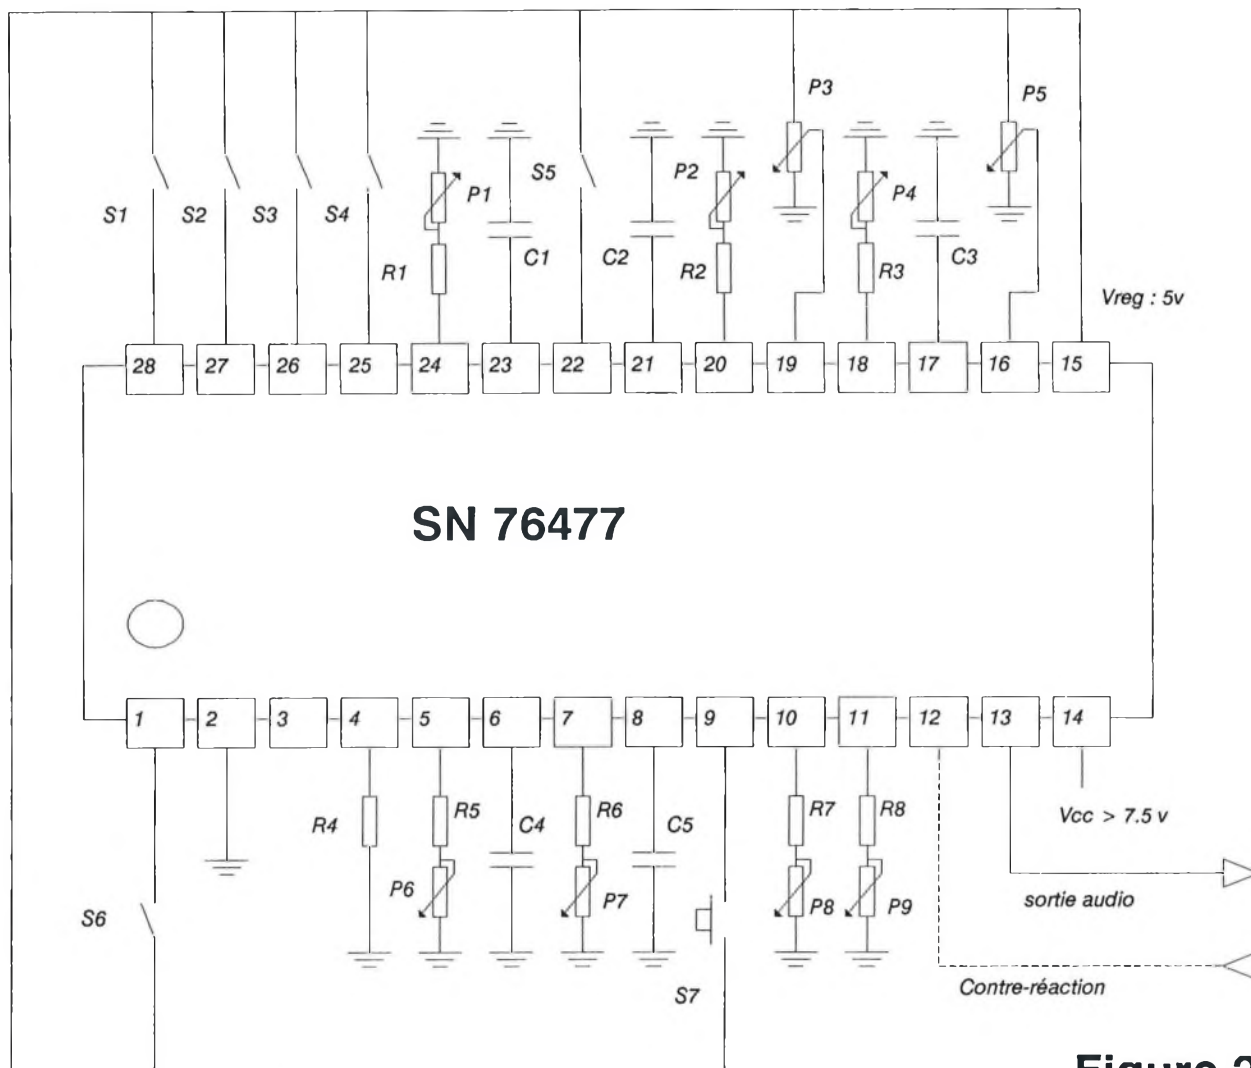 P3
P5
S5
P2
P1
P4
S1
S2
S3
S4
R1
C1
C2
R2
R3
C3
Vreg : 5v
28
27
26
25
24
23
22
21
20
19
18
17
16
15
SN 76477
1
2
3
4
5
6
7
8
9
10
11
12
13
14
R4
R5
C4
R6
C5
R7
R8
Vcc > 7.5 v
P6
P7
P8
P9
sortie audio
S6
S7
Contre-réaction
Figure 2